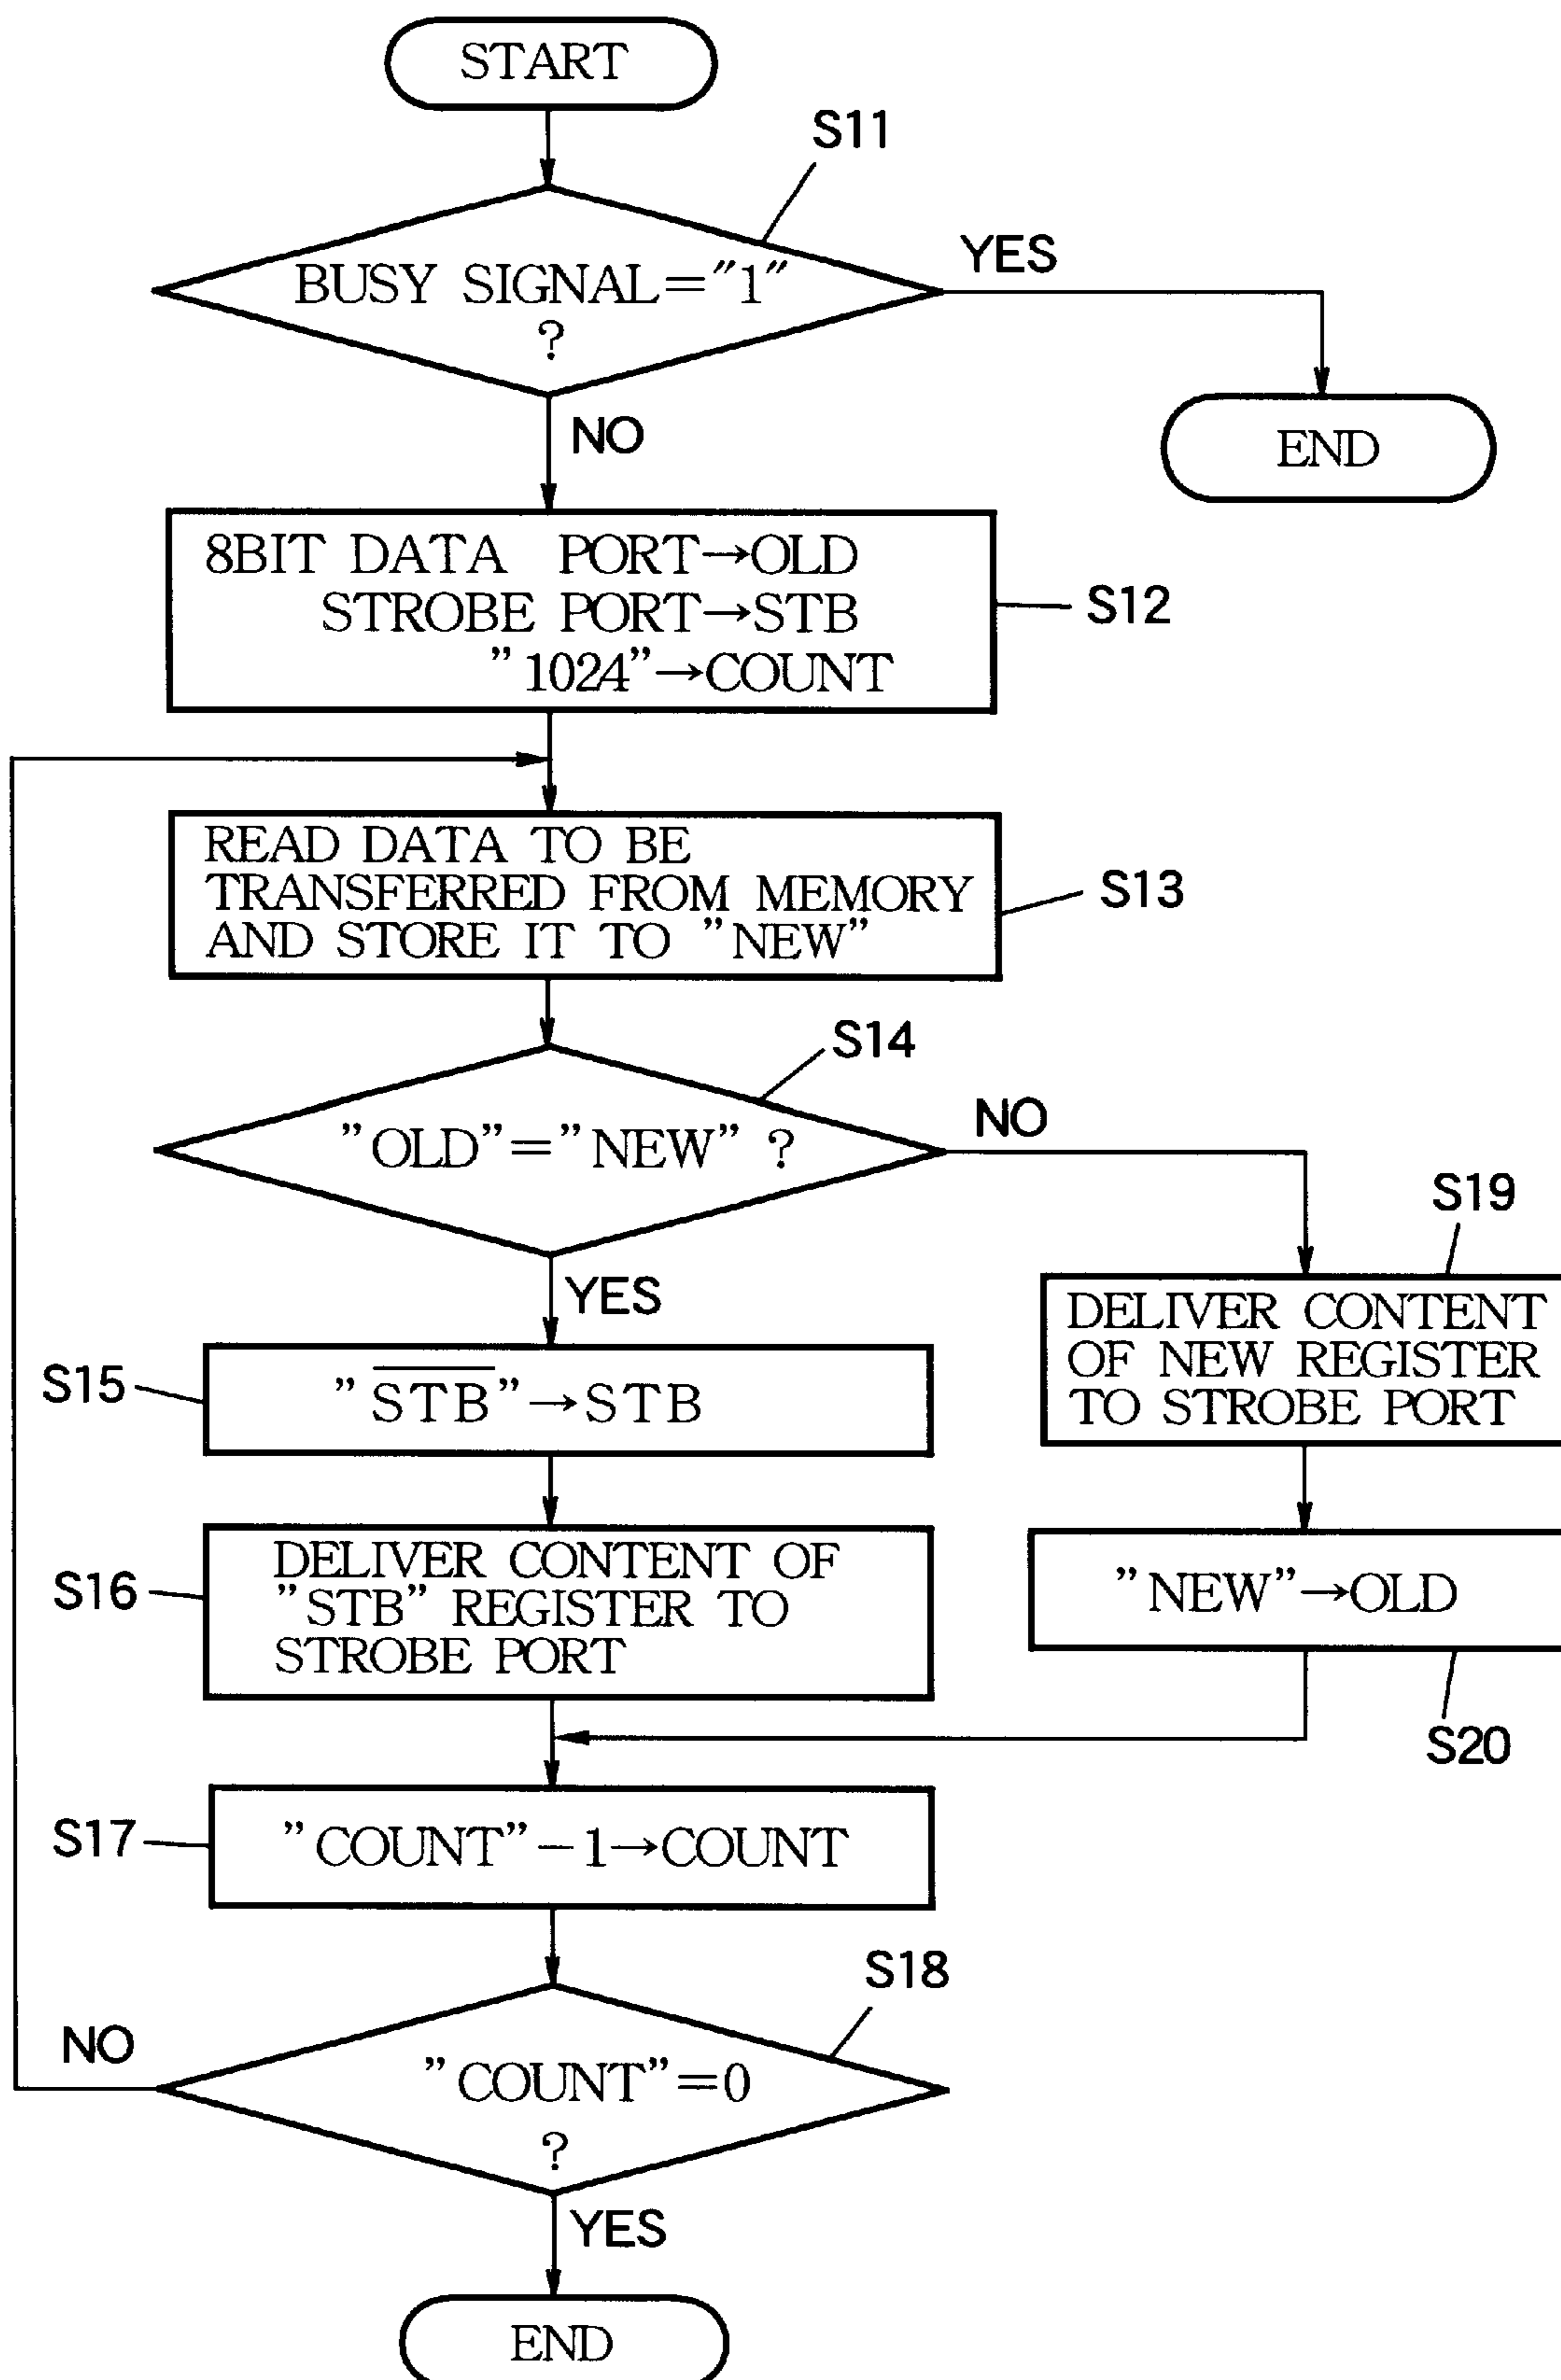 START
S11
BUSY SIGNAL="1"
?
YES
END
NO
8BIT DATA PORT→OLD
STROBE PORT→STB
"1024"→COUNT
S12
READ DATA TO BE
TRANSFERRED FROM MEMORY
AND STORE IT TO "NEW"
S13
S14
"OLD"="NEW" ?
NO
YES
S19
DELIVER CONTENT
OF NEW REGISTER
TO STROBE PORT
S15
"S̅T̅B̅"→STB
S16
DELIVER CONTENT OF
"STB" REGISTER TO
STROBE PORT
"NEW"→OLD
S20
S17
"COUNT"−1→COUNT
S18
NO
"COUNT"=0
?
YES
END